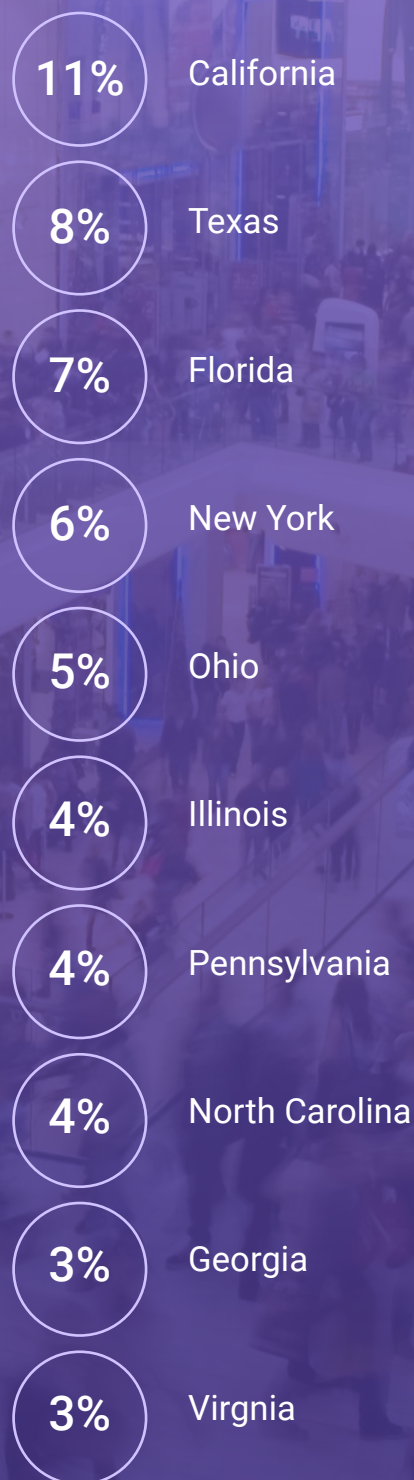 11% California
8% Texas
7% Florida
6% New York
5% Ohio
4% Illinois
4% Pennsylvania
4% North Carolina
3% Georgia
3% Virgnia